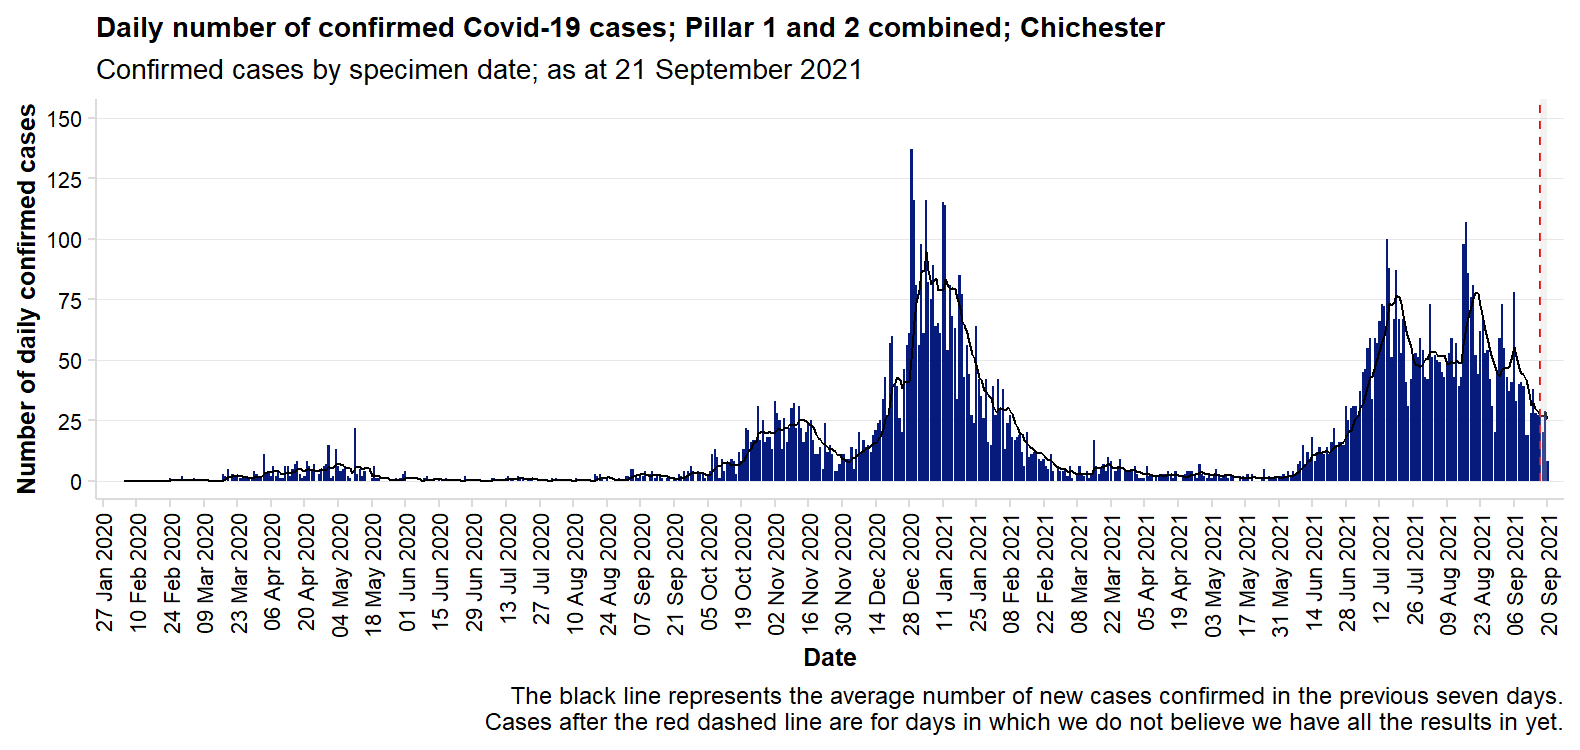 Daily number of confirmed Covid-19 cases; Pillar 1 and 2 combined; Chichester
Confirmed cases by specimen date; as at 21 September 2021
Number of daily confirmed cases
150
125
100
75
50
25
0
27 Jan 2020
10 Feb 2020
24 Feb 2020
09 Mar 2020
23 Mar 2020
06 Apr 2020
20 Apr 2020
04 May 2020
18 May 2020
01 Jun 2020
15 Jun 2020
29 Jun 2020
13 Jul 2020
27 Jul 2020
10 Aug 2020
24 Aug 2020
07 Sep 2020
21 Sep 2020
05 Oct 2020
19 Oct 2020
02 Nov 2020
16 Nov 2020
30 Nov 2020
14 Dec 2020
28 Dec 2020
11 Jan 2021
25 Jan 2021
08 Feb 2021
22 Feb 2021
08 Mar 2021
22 Mar 2021
05 Apr 2021
19 Apr 2021
03 May 2021
17 May 2021
31 May 2021
14 Jun 2021
28 Jun 2021
12 Jul 2021
26 Jul 2021
09 Aug 2021
23 Aug 2021
06 Sep 2021
20 Sep 2021
Date
The black line represents the average number of new cases confirmed in the previous seven days.
Cases after the red dashed line are for days in which we do not believe we have all the results in yet.